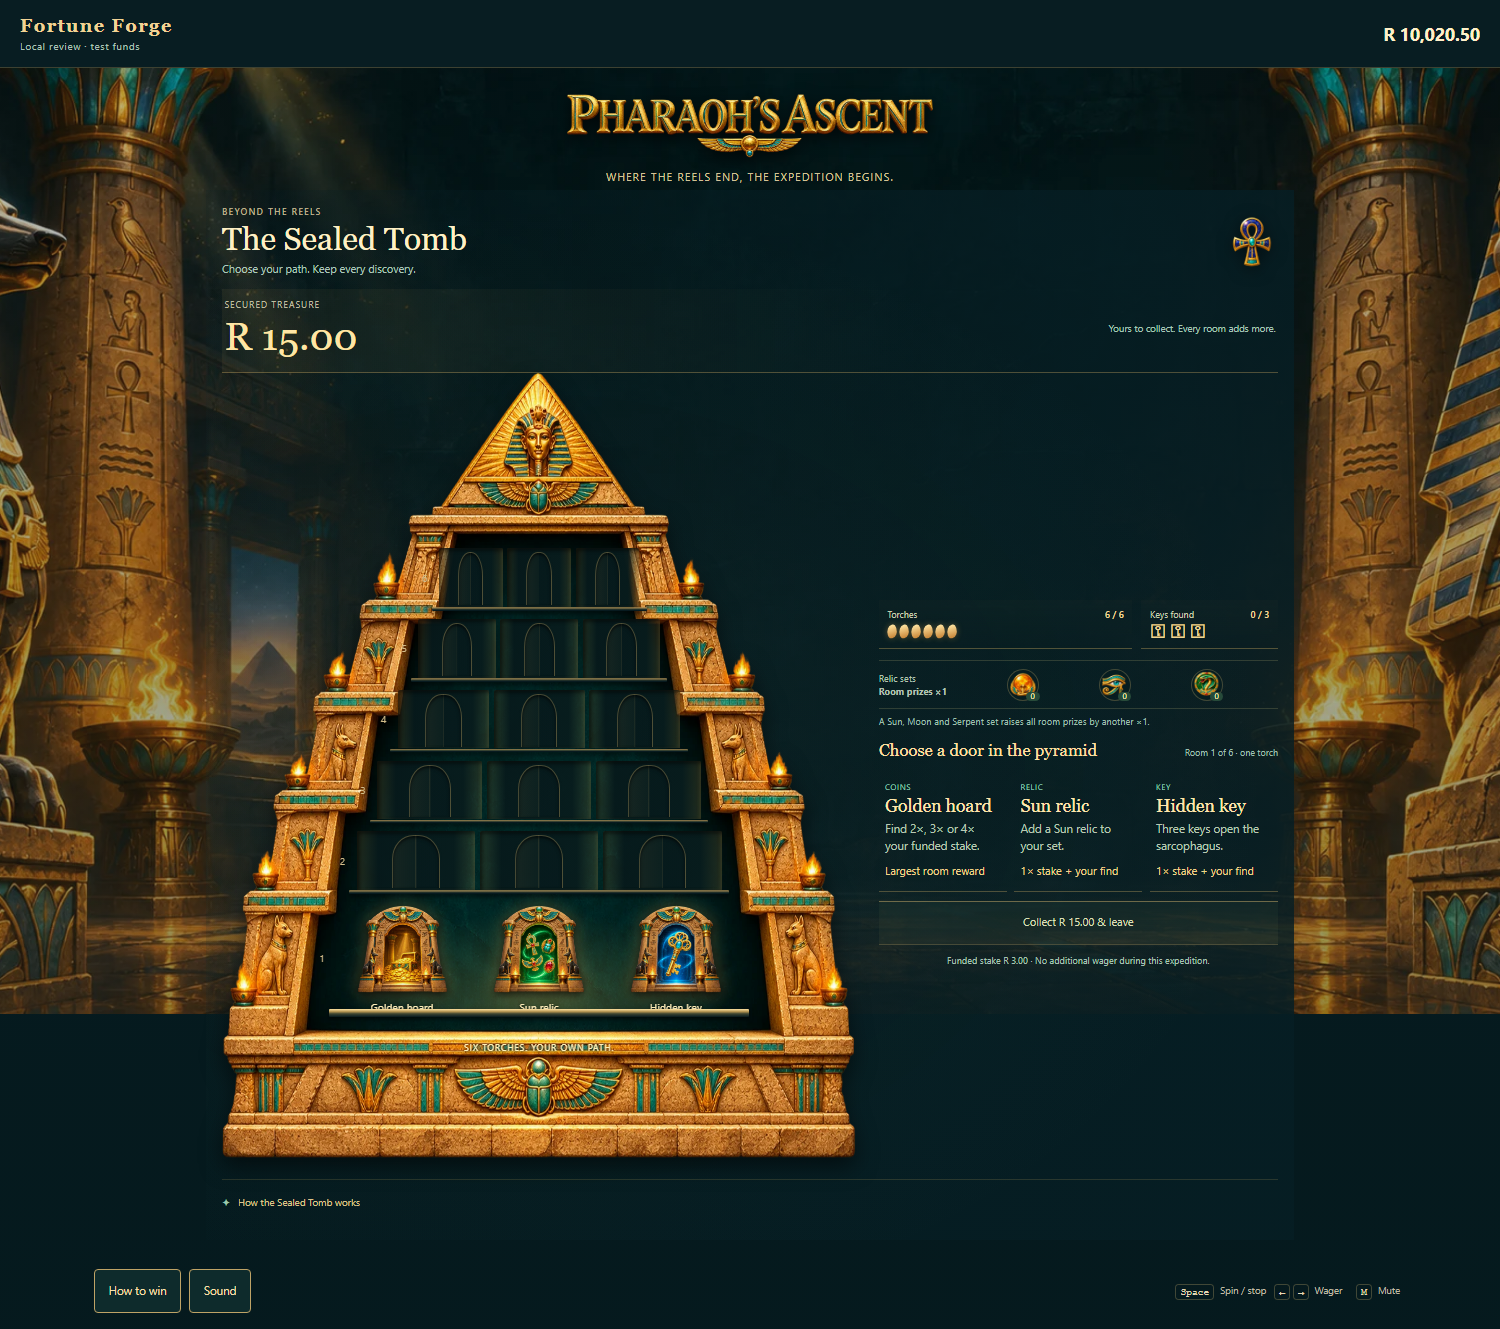 Fortune Forge
Local review · test funds
R 10,020.50
PHARAOH'S ASCENT
WHERE THE REELS END, THE EXPEDITION BEGINS.
BEYOND THE REELS
The Sealed Tomb
Choose your path. Keep every discovery.
SECURED TREASURE
R 15.00
Yours to collect. Every room adds more.
5
4
3
2
1
Golden hoard
Sun relic
Hidden key
SIX TORCHES. YOUR OWN PATH.
Torches 6 / 6
Keys found 0 / 3
Relic sets
Room prizes ×1
0
0
0
A Sun, Moon and Serpent set raises all room prizes by another ×1.
Choose a door in the pyramid
Room 1 of 6 · one torch
COINS
Golden hoard
Find 2×, 3× or 4×
your funded stake.
Largest room reward
RELIC
Sun relic
Add a Sun relic to
your set.
1× stake + your find
KEY
Hidden key
Three keys open the
sarcophagus.
1× stake + your find
Collect R 15.00 & leave
Funded stake R 3.00 · No additional wager during this expedition.
How the Sealed Tomb works
How to win
Sound
Space Spin / stop ← → Wager M Mute